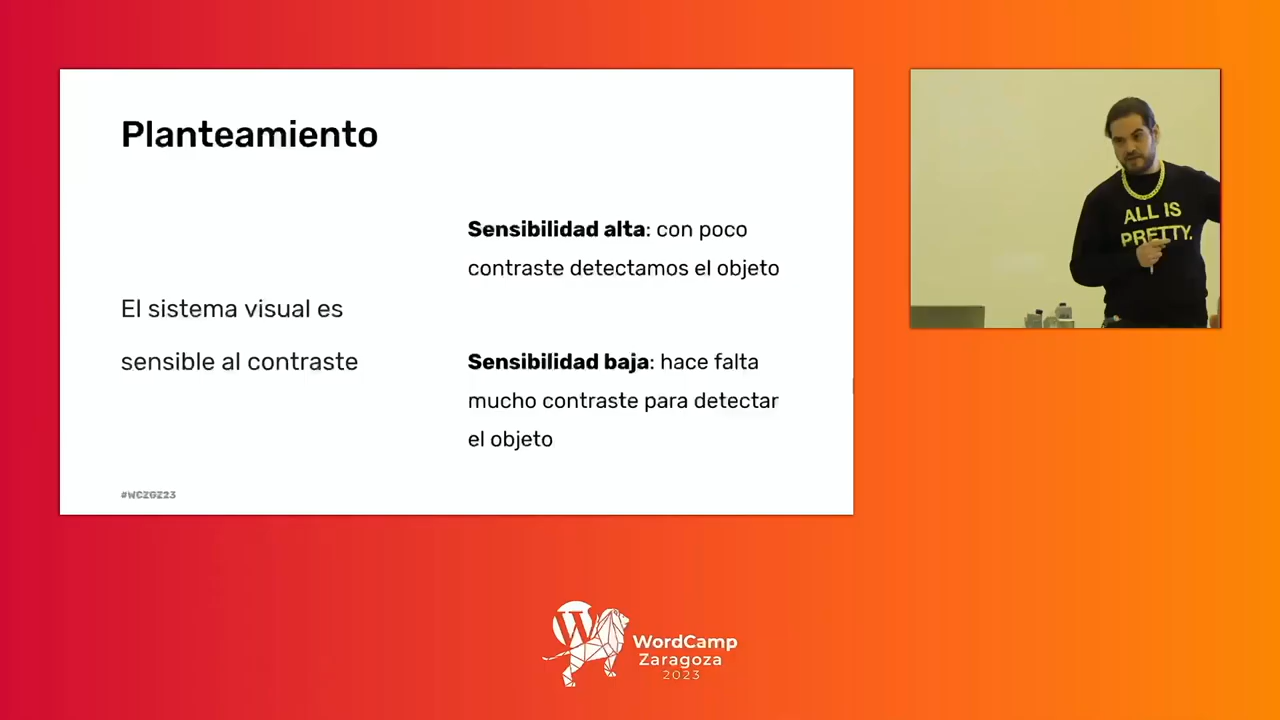 Planteamiento
El sistema visual es
sensible al contraste
Sensibilidad alta: con poco
contraste detectamos el objeto
Sensibilidad baja: hace falta
mucho contraste para detectar
el objeto
#WCZGZ23
ALL IS
PRETTY.
W
WordCamp
Zaragoza
2023